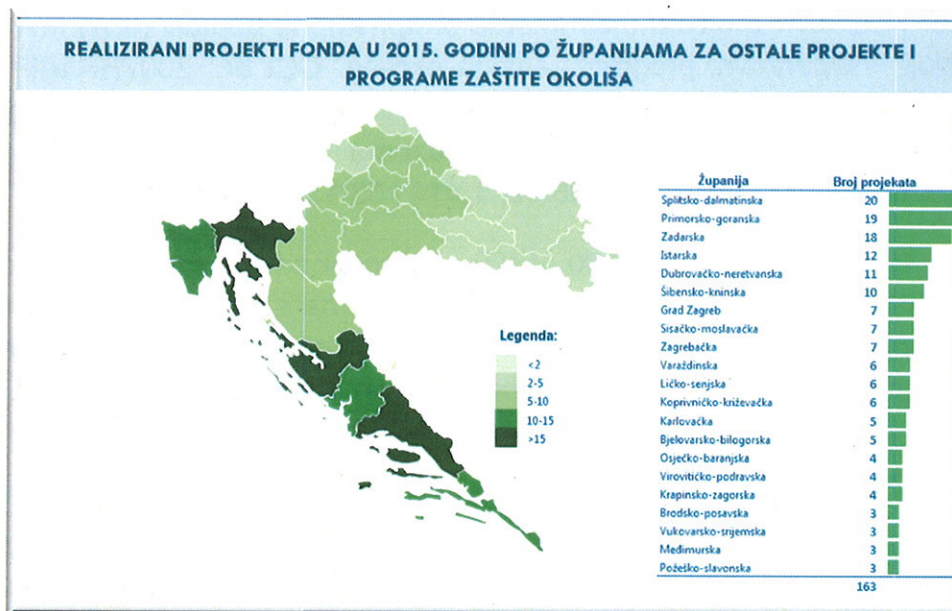 REALIZIRANI PROJEKTI FONDA U 2015. GODINI PO ŽUPANIJAMA ZA OSTALE PROJEKTE I
PROGRAME ZAŠTITE OKOLIŠA
Legenda:
<2
2-5
5-10
10-15
>15
Županija Broj projekata
Splitsko-dalmatinska 20
Primorsko-goranska 19
Zadarska 18
Istarska 12
Dubrovačko-neretvanska 11
Šibensko-kninska 10
Grad Zagreb 7
Sisačko-moslavačka 7
Zagrebačka 7
Varaždinska 6
Ličko-senjska 6
Koprivničko-križevačka 6
Karlovačka 5
Bjelovarsko-bilogorska 5
Osječko-baranjska 4
Virovitičko-podravska 4
Krapinsko-zagorska 4
Brodsko-posavska 3
Vukovarsko-srijemska 3
Međimurska 3
Požeško-slavonska 3
163